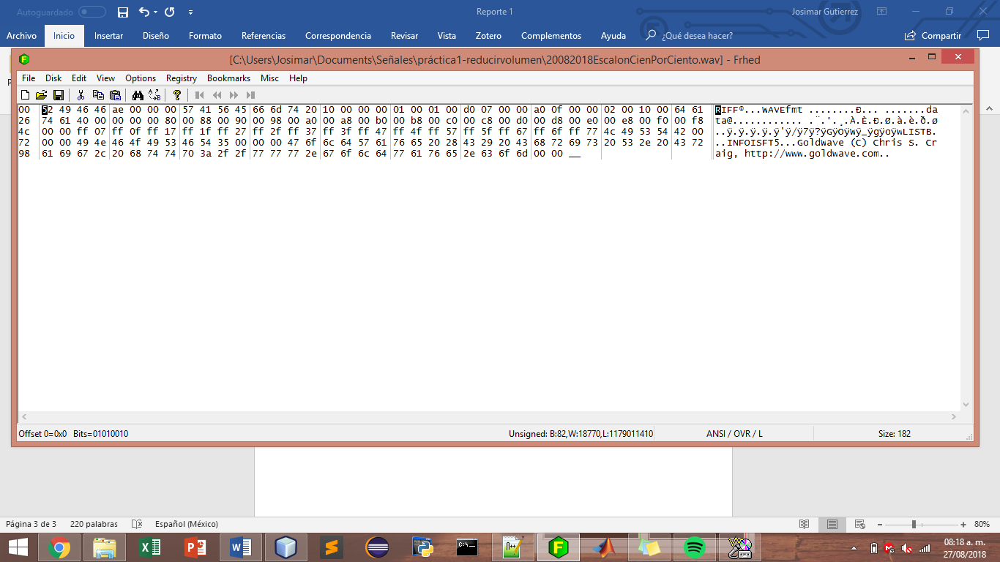 Autoguardado
Reporte 1
Josimar Gutierrez
Archivo Inicio Insertar Diseño Formato Referencias Correspondencia Revisar Vista Zotero Complementos Ayuda ¿Qué desea hacer? Compartir
[C:\Users\Josimar\Documents\Señales\práctica1-reducirvolumen\20082018EscalonCienPorCiento.wav] - Frhed
File Disk Edit View Options Registry Bookmarks Misc Help
00 52 49 46 46 ae 00 00 00 57 41 56 45 66 6d 74 20 10 00 00 00 01 00 01 00 d0 07 00 00 a0 0f 00 00 02 00 10 00 64 61 RIFF®...WAVEfmt ........Ð... .......da
26 74 61 40 00 00 00 00 80 00 88 00 90 00 98 00 a0 00 a8 00 b0 00 b8 00 c0 00 c8 00 d0 00 d8 00 e0 00 e8 00 f0 00 f8 ta@............ .¨.°.¸.À.È.Ð.Ø.à.è.ð.ø
4c 00 00 ff 07 ff 0f ff 17 ff 1f ff 27 ff 2f ff 37 ff 3f ff 47 ff 4f ff 57 ff 5f ff 67 ff 6f ff 77 4c 49 53 54 42 00 ..ÿ.ÿ.ÿ.ÿ.ÿ'ÿ/ÿ7ÿ?ÿGÿOÿWÿ_ÿgÿoÿwLISTB.
72 00 00 49 4e 46 4f 49 53 46 54 35 00 00 00 47 6f 6c 64 57 61 76 65 20 28 43 29 20 43 68 72 69 73 20 53 2e 20 43 72 ..INFOISFT5...GoldWave (C) Chris S. Cr
98 61 69 67 2c 20 68 74 74 70 3a 2f 2f 77 77 77 2e 67 6f 6c 64 77 61 76 65 2e 63 6f 6d 00 00 __ aig, http://www.goldwave.com..
Offset 0=0x0 Bits=01010010 Unsigned: B:82,W:18770,L:1179011410 ANSI / OVR / L Size: 182
Página 3 de 3 220 palabras Español (México) 80%
08:18 a. m.
27/08/2018